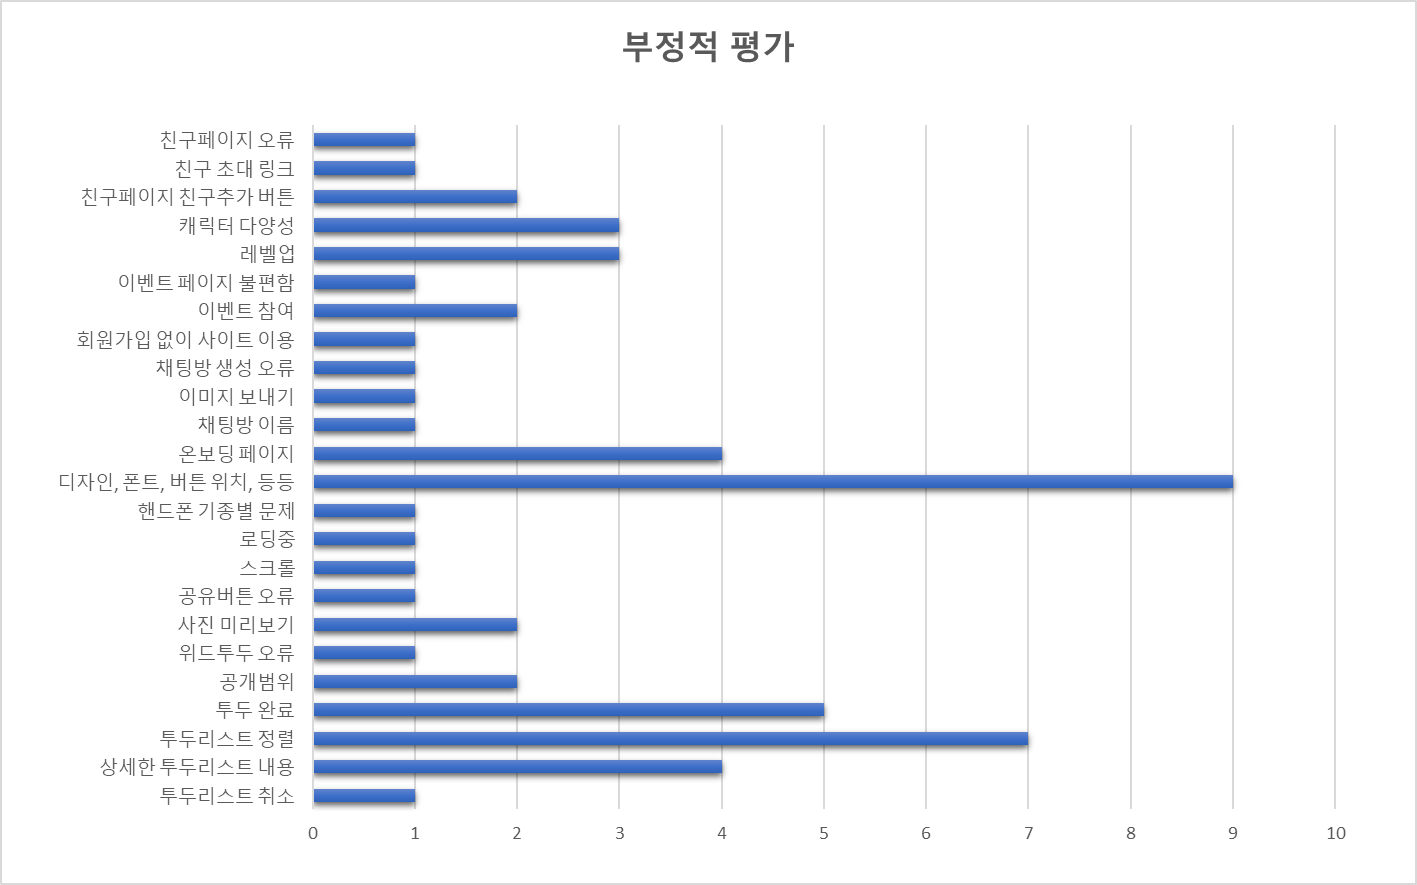 부정적 평가
친구페이지 오류
친구 초대 링크
친구페이지 친구추가 버튼
캐릭터 다양성
레벨업
이벤트 페이지 불편함
이벤트 참여
회원가입 없이 사이트 이용
채팅방 생성 오류
이미지 보내기
채팅방 이름
온보딩 페이지
디자인, 폰트, 버튼 위치, 등등
핸드폰 기종별 문제
로딩중
스크롤
공유버튼 오류
사진 미리보기
위드투두 오류
공개범위
투두 완료
투두리스트 정렬
상세한 투두리스트 내용
투두리스트 취소
0 1 2 3 4 5 6 7 8 9 10